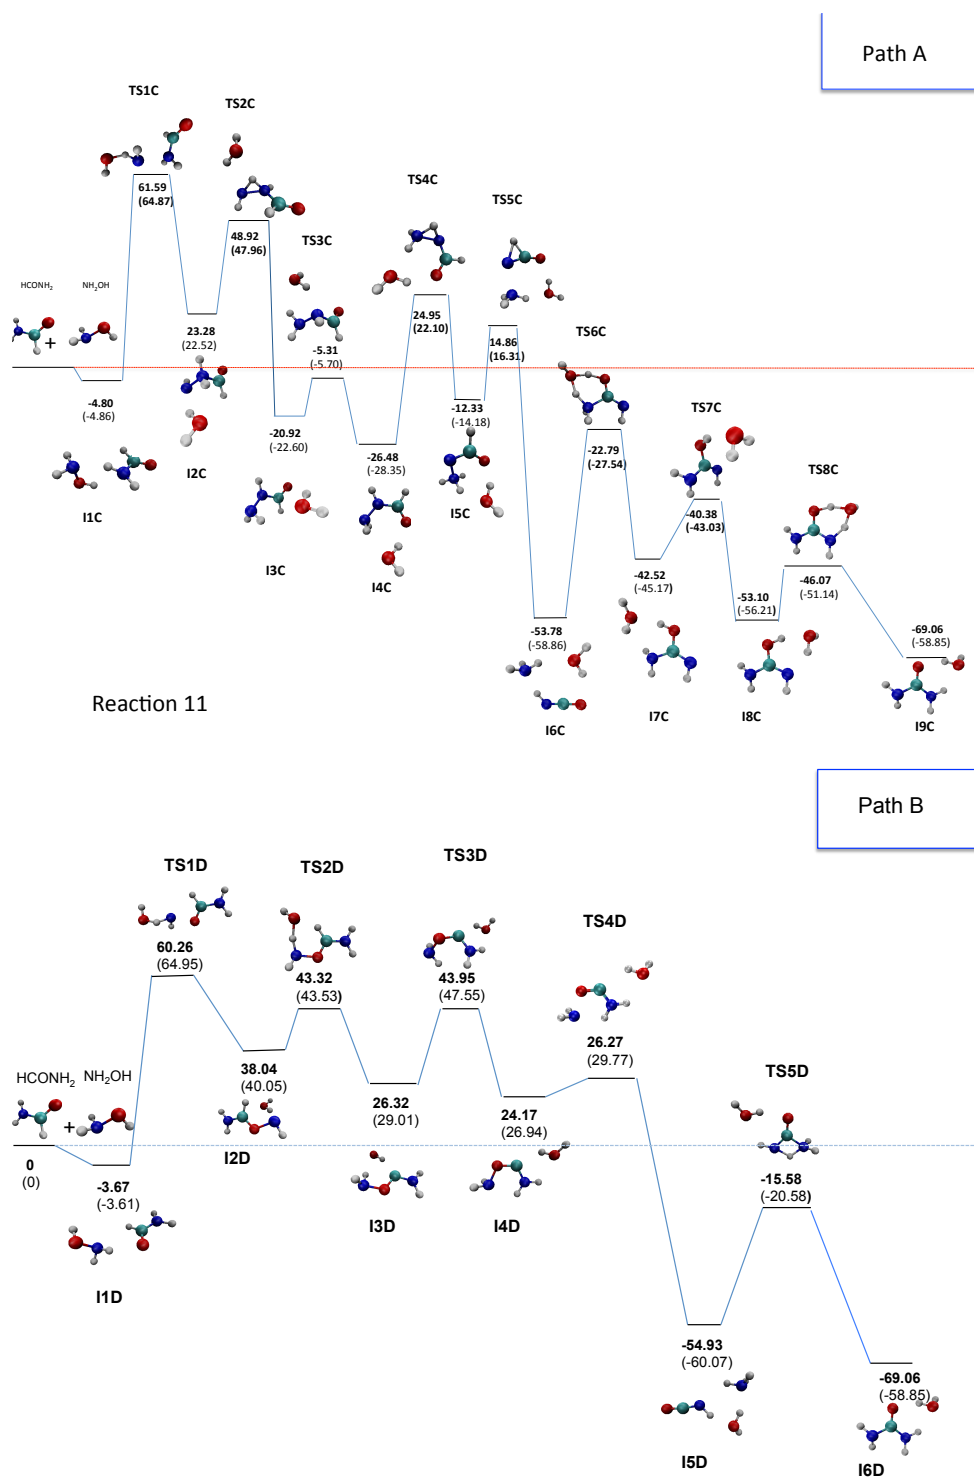 Path A
TS1C
TS2C
61.59
(64.87)
48.92
(47.96)
TS4C
TS5C
TS3C
HCONH₂
NH₂OH
+
23.28
(22.52)
-5.31
(-5.70)
24.95
(22.10)
14.86
(16.31)
TS6C
-4.80
(-4.86)
I2C
-20.92
(-22.60)
-26.48
(-28.35)
-12.33
(-14.18)
I5C
-22.79
(-27.54)
TS7C
TS8C
I1C
I3C
I4C
-40.38
(-43.03)
-42.52
(-45.17)
-46.07
(-51.14)
-53.78
(-58.86)
-53.10
(-56.21)
-69.06
(-58.85)
Reaction 11
I6C
I7C
I8C
I9C
Path B
TS1D
TS2D
TS3D
TS4D
60.26
(64.95)
43.32
(43.53)
43.95
(47.55)
26.27
(29.77)
HCONH₂
NH₂OH
+
38.04
(40.05)
26.32
(29.01)
24.17
(26.94)
TS5D
0
(0)
-3.67
(-3.61)
I2D
I3D
I4D
-15.58
(-20.58)
I1D
-54.93
(-60.07)
-69.06
(-58.85)
I5D
I6D